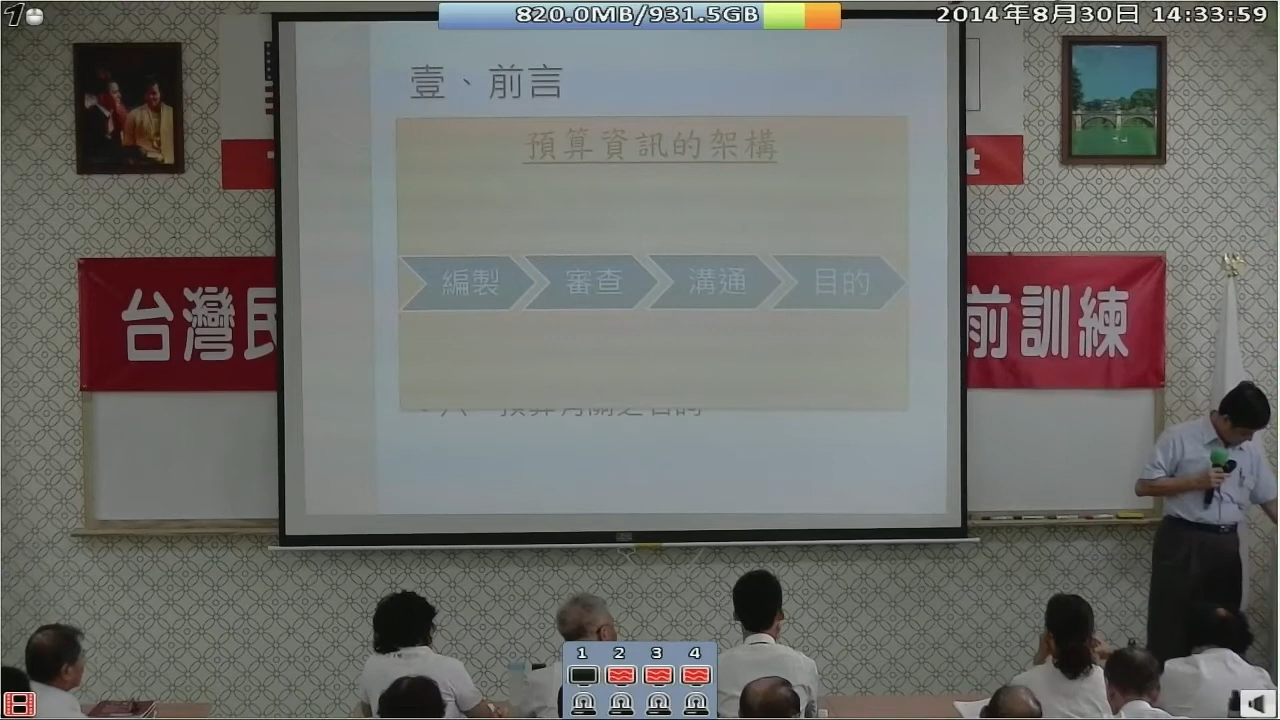 1
820.0MB/931.5GB
2014年8月30日 14:33:59
壹、前言
預算資訊的架構
t
編製
審查
溝通
目的
台灣民
前訓練
1 2 3 4